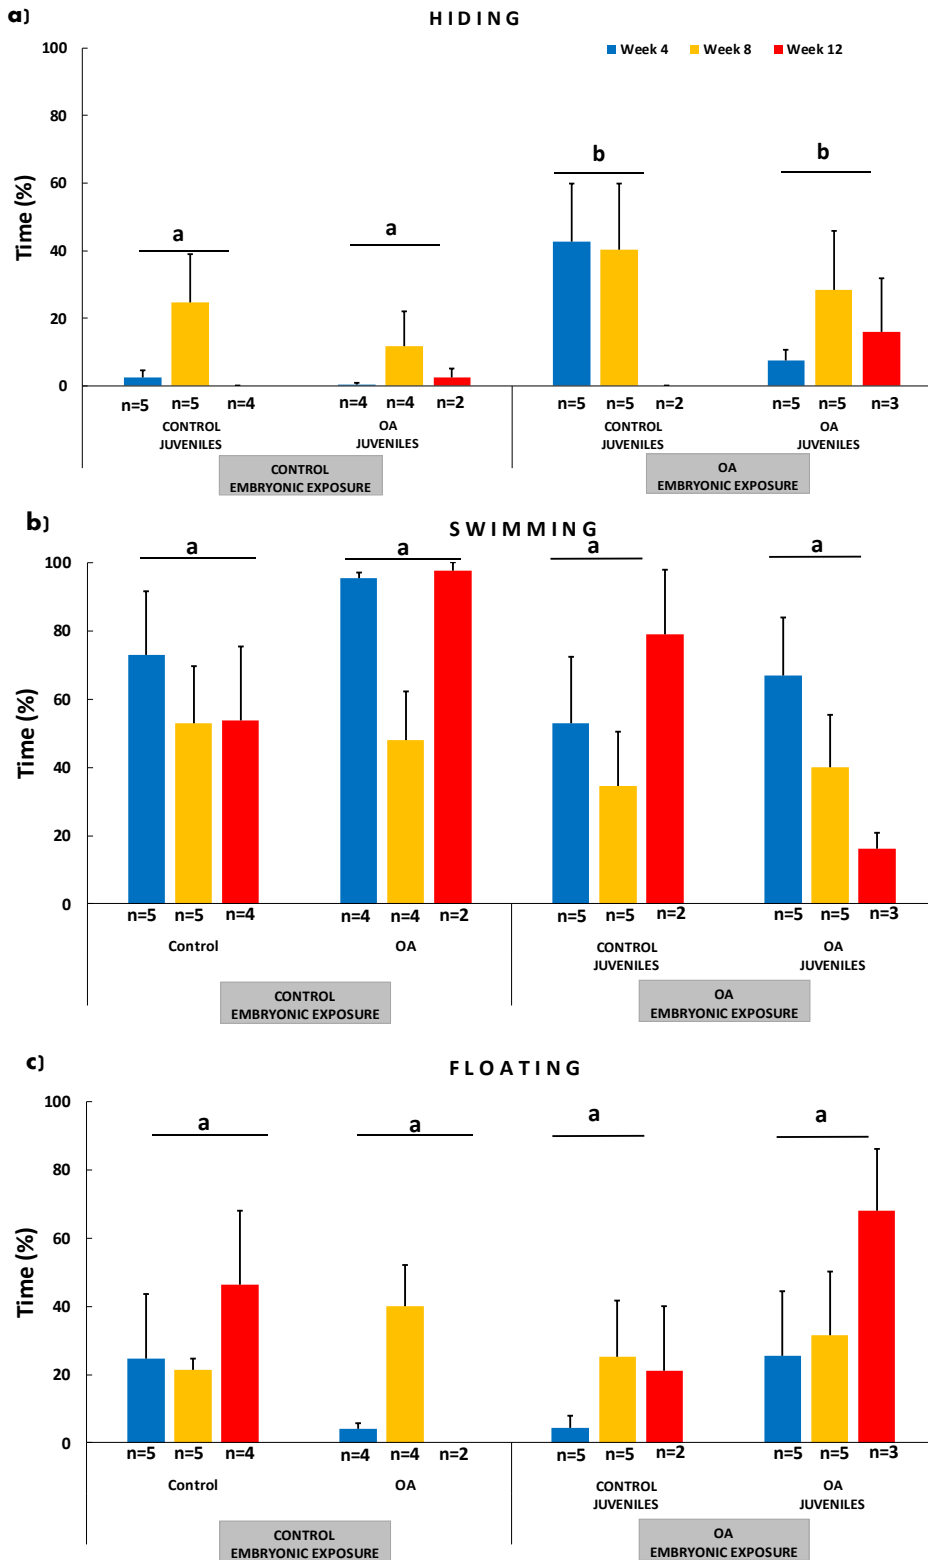 a)
HIDING
Week 4 Week 8 Week 12
Time (%)
100
80
60
40
20
0
a
a
b
b
n=5 n=5 n=4
n=4 n=4 n=2
n=5 n=5 n=2
n=5 n=5 n=3
CONTROL
JUVENILES
OA
JUVENILES
CONTROL
JUVENILES
OA
JUVENILES
CONTROL
EMBRYONIC EXPOSURE
OA
EMBRYONIC EXPOSURE
b)
SWIMMING
Time (%)
100
80
60
40
20
0
a
a
a
a
n=5 n=5 n=4
n=4 n=4 n=2
n=5 n=5 n=2
n=5 n=5 n=3
Control
OA
CONTROL
JUVENILES
OA
JUVENILES
CONTROL
EMBRYONIC EXPOSURE
OA
EMBRYONIC EXPOSURE
c)
FLOATING
Time (%)
100
80
60
40
20
0
a
a
a
a
n=5 n=5 n=4
n=4 n=4 n=2
n=5 n=5 n=2
n=5 n=5 n=3
Control
OA
CONTROL
JUVENILES
OA
JUVENILES
CONTROL
EMBRYONIC EXPOSURE
OA
EMBRYONIC EXPOSURE